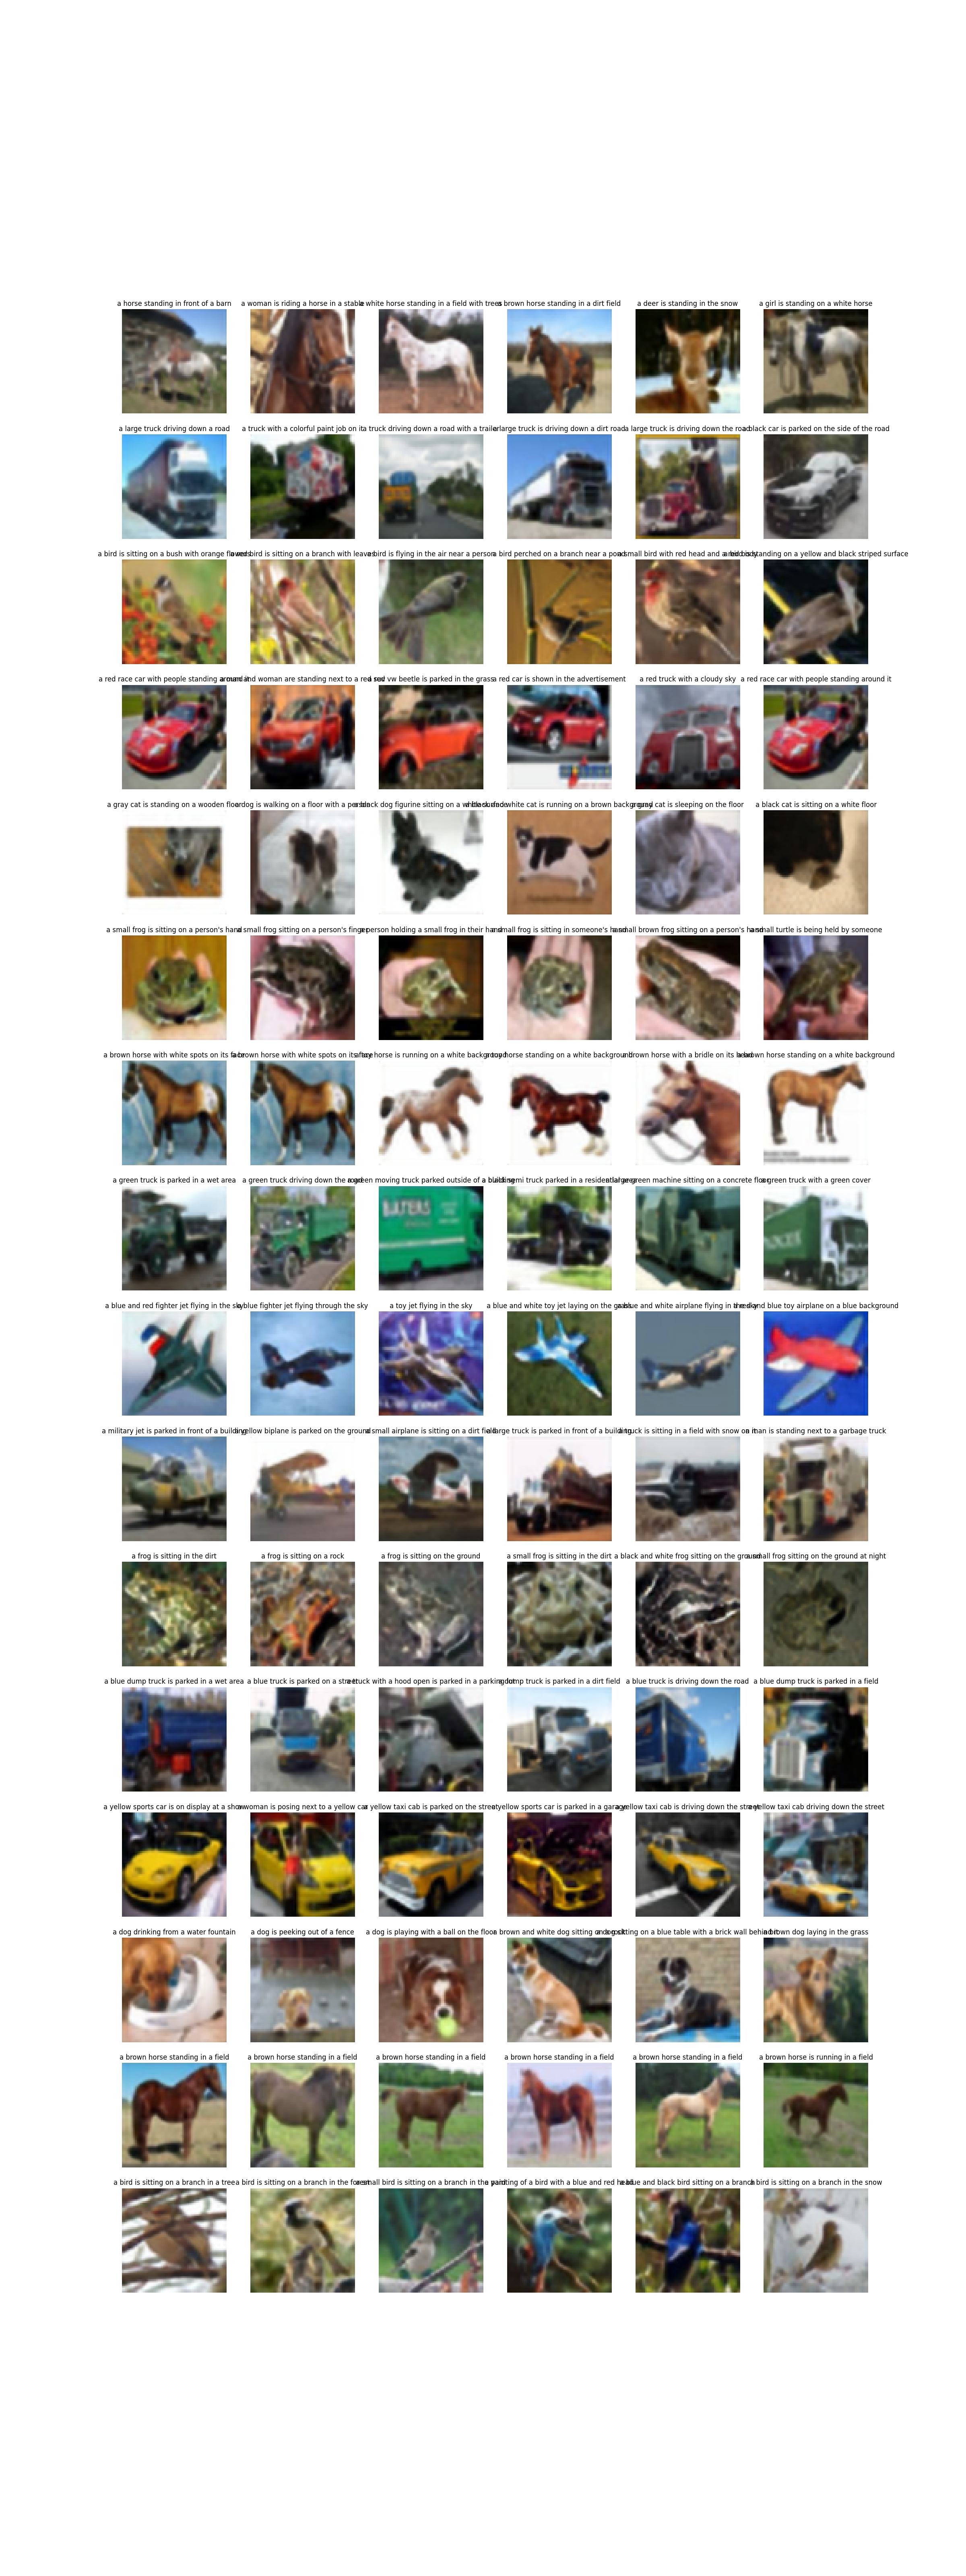 a horse standing in front of a barn
a woman is riding a horse in a stable
a white horse standing in a field with trees
a brown horse standing in a dirt field
a deer is standing in the snow
a girl is standing on a white horse
a large truck driving down a road
a truck with a colorful paint job on it
a truck driving down a road with a trailer
a large truck is driving down a dirt road
a large truck is driving down the road
a black car is parked on the side of the road
a bird is sitting on a bush with orange flowers
a red bird is sitting on a branch with leaves
a bird is flying in the air near a person
a bird perched on a branch near a pond
a small bird with red head and a red body
a bird is standing on a yellow and black striped surface
a red race car with people standing around it
a man and woman are standing next to a red suv
a red vw beetle is parked in the grass
a red car is shown in the advertisement
a red truck with a cloudy sky
a red race car with people standing around it
a gray cat is standing on a wooden floor
a dog is walking on a floor with a person
a black dog figurine sitting on a white surface
a black and white cat is running on a brown background
a gray cat is sleeping on the floor
a black cat is sitting on a white floor
a small frog is sitting on a person's hand
a small frog sitting on a person's finger
a person holding a small frog in their hand
a small frog is sitting in someone's hand
a small brown frog sitting on a person's hand
a small turtle is being held by someone
a brown horse with white spots on its face
a brown horse with white spots on its face
a toy horse is running on a white background
a toy horse standing on a white background
a brown horse with a bridle on its head
a brown horse standing on a white background
a green truck is parked in a wet area
a green truck driving down the road
a green moving truck parked outside of a building
a semi truck parked in a residential area
a large green machine sitting on a concrete floor
a green truck with a green cover
a blue and red fighter jet flying in the sky
a blue fighter jet flying through the sky
a toy jet flying in the sky
a blue and white toy jet laying on the grass
a blue and white airplane flying in the sky
a red and blue toy airplane on a blue background
a military jet is parked in front of a building
a yellow biplane is parked on the ground
a small airplane is sitting on a dirt field
a large truck is parked in front of a building
a truck is sitting in a field with snow on it
a man is standing next to a garbage truck
a frog is sitting in the dirt
a frog is sitting on a rock
a frog is sitting on the ground
a small frog is sitting in the dirt
a black and white frog sitting on the ground
a small frog sitting on the ground at night
a blue dump truck is parked in a wet area
a blue truck is parked on a street
a truck with a hood open is parked in a parking lot
a dump truck is parked in a dirt field
a blue truck is driving down the road
a blue dump truck is parked in a field
a yellow sports car is on display at a show
a woman is posing next to a yellow car
a yellow taxi cab is parked on the street
a yellow sports car is parked in a garage
a yellow taxi cab is driving down the street
a yellow taxi cab driving down the street
a dog drinking from a water fountain
a dog is peeking out of a fence
a dog is playing with a ball on the floor
a brown and white dog sitting on a rock
a dog sitting on a blue table with a brick wall behind it
a brown dog laying in the grass
a brown horse standing in a field
a brown horse standing in a field
a brown horse standing in a field
a brown horse standing in a field
a brown horse standing in a field
a brown horse is running in a field
a bird is sitting on a branch in a tree
a bird is sitting on a branch in the forest
a small bird is sitting on a branch in the yard
a painting of a bird with a blue and red head
a blue and black bird sitting on a branch
a bird is sitting on a branch in the snow